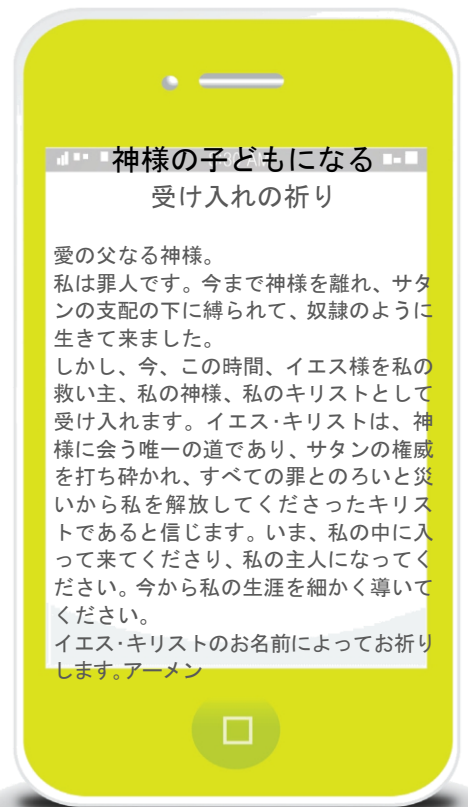 神様の子どもになる
受け入れの祈り
愛の父なる神様。
私は罪人です。今まで神様を離れ、サタ
ンの支配の下に縛られて、奴隷のように
生きて来ました。
しかし、今、この時間、イエス様を私の
救い主、私の神様、私のキリストとして
受け入れます。イエス･キリストは、神
様に会う唯一の道であり、サタンの権威
を打ち砕かれ、すべての罪とのろいと災
いから私を解放してくださったキリス
トであると信じます。いま、私の中に入
って来てくださり、私の主人になってく
ださい。今から私の生涯を細かく導いて
ください。
イエス･キリストのお名前によってお祈り
します。アーメン